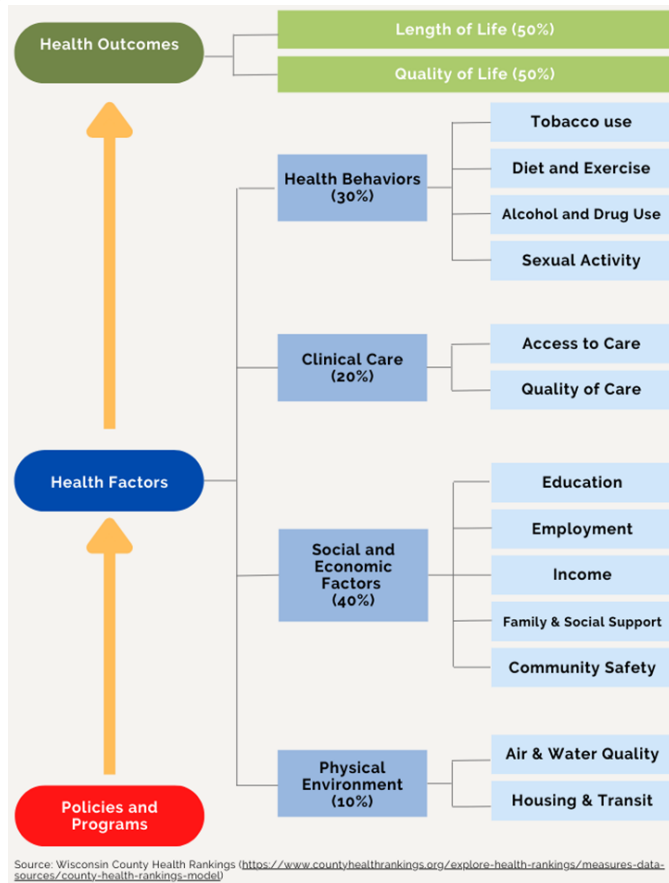 Health Outcomes
Length of Life (50%)
Quality of Life (50%)
Health Behaviors
(30%)
Tobacco use
Diet and Exercise
Alcohol and Drug Use
Sexual Activity
Clinical Care
(20%)
Access to Care
Quality of Care
Health Factors
Social and
Economic
Factors
(40%)
Education
Employment
Income
Family & Social Support
Community Safety
Physical
Environment
(10%)
Air & Water Quality
Housing & Transit
Policies and
Programs
Source: Wisconsin County Health Rankings (https://www.countyhealthrankings.org/explore-health-rankings/measures-data-
sources/county-health-rankings-model)